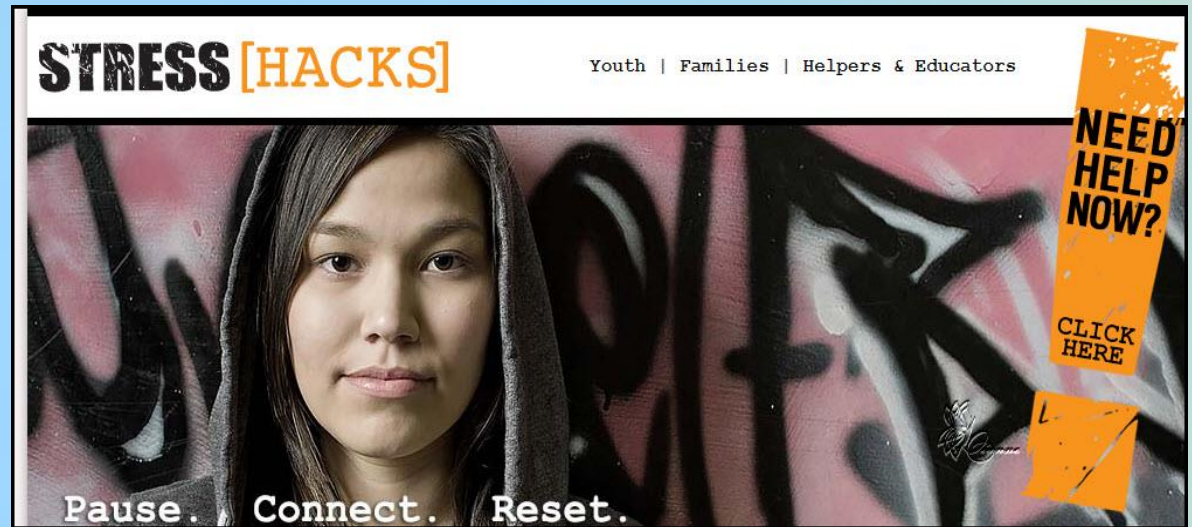 STRESS [HACKS]
Youth | Families | Helpers & Educators
NEED
HELP
NOW?
CLICK
HERE
Pause. Connect. Reset.